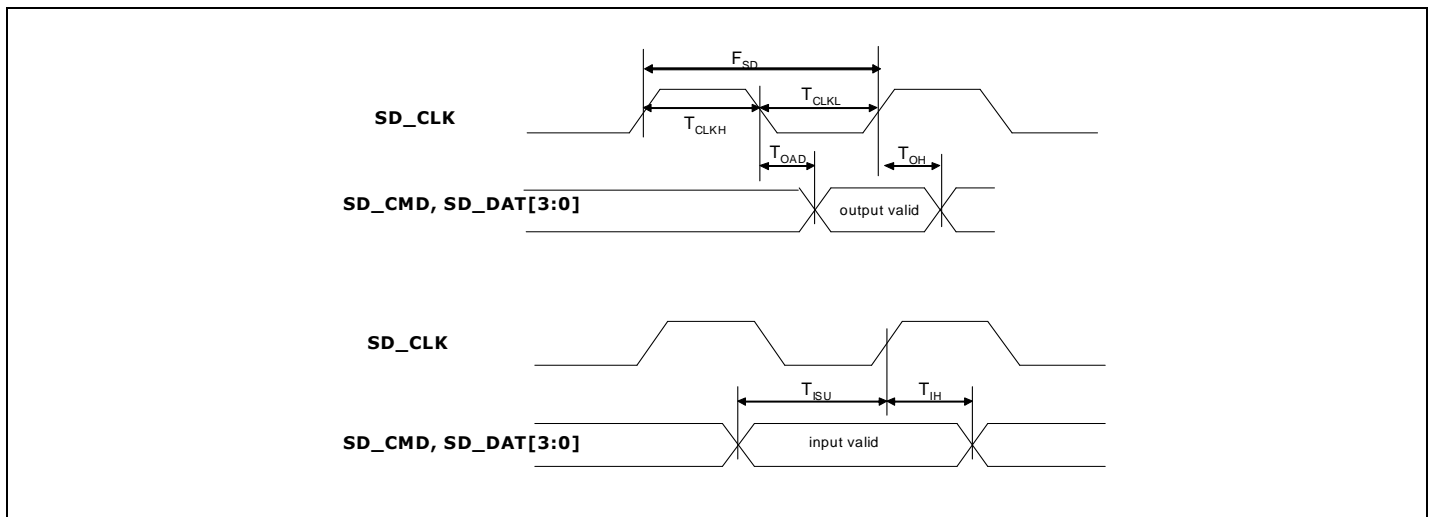 F_SD
SD_CLK
T_CLKL
T_CLKH
T_OAD
T_OH
SD_CMD, SD_DAT[3:0]
output valid
SD_CLK
T_ISU
T_IH
SD_CMD, SD_DAT[3:0]
input valid